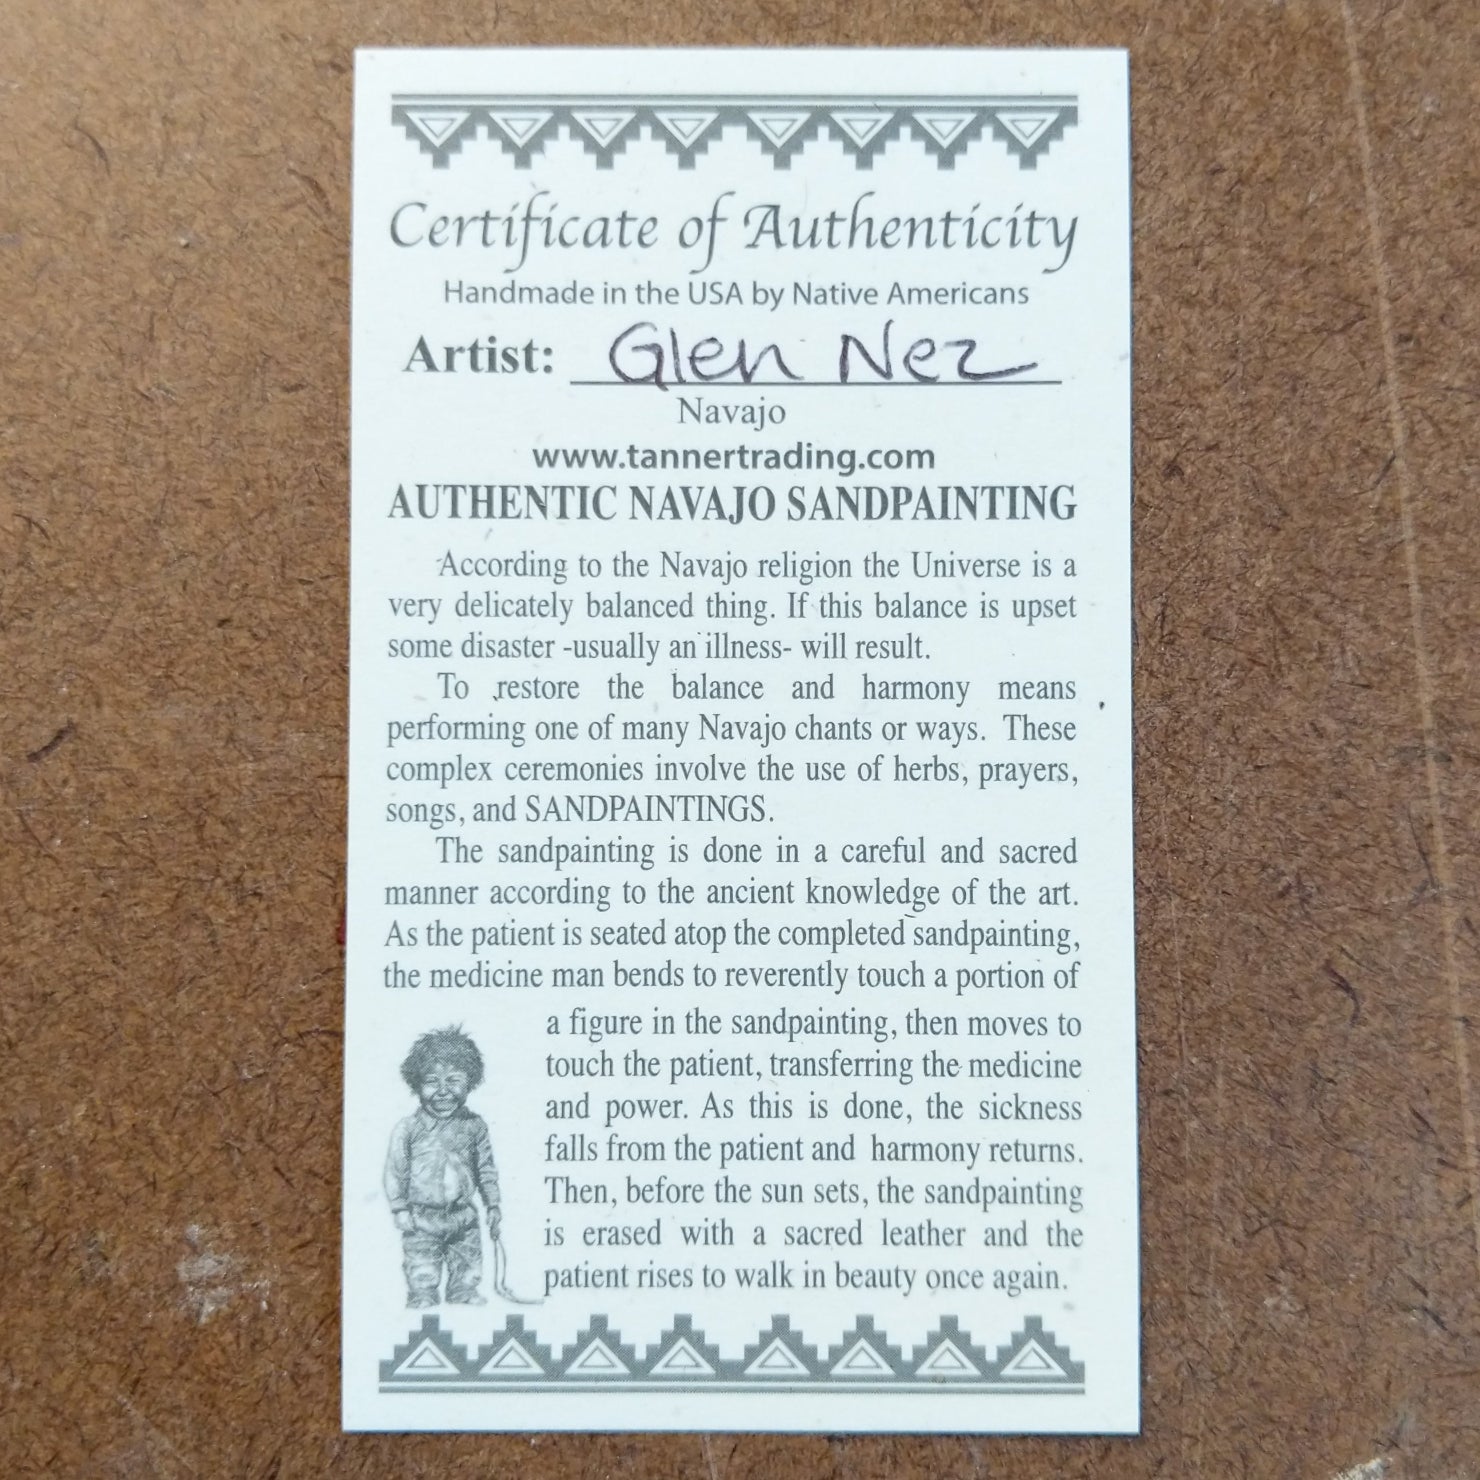 Certificate of Authenticity
Handmade in the USA by Native Americans
Artist: Glen Nez
Navajo
www.tannertrading.com
AUTHENTIC NAVAJO SANDPAINTING
According to the Navajo religion the Universe is a
very delicately balanced thing. If this balance is upset
some disaster -usually an illness- will result.
To restore the balance and harmony means
performing one of many Navajo chants or ways. These
complex ceremonies involve the use of herbs, prayers,
songs, and SANDPAINTINGS.
The sandpainting is done in a careful and sacred
manner according to the ancient knowledge of the art.
As the patient is seated atop the completed sandpainting,
the medicine man bends to reverently touch a portion of
a figure in the sandpainting, then moves to
touch the patient, transferring the medicine
and power. As this is done, the sickness
falls from the patient and harmony returns.
Then, before the sun sets, the sandpainting
is erased with a sacred leather and the
patient rises to walk in beauty once again.